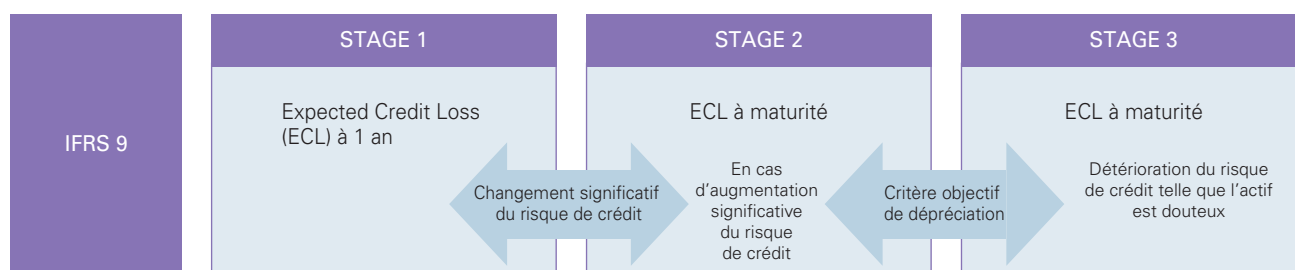 IFRS 9
STAGE 1
Expected Credit Loss
(ECL) à 1 an
Changement significatif
du risque de crédit
STAGE 2
ECL à maturité
En cas
d’augmentation
significative
du risque
de crédit
Critère objectif
de dépréciation
STAGE 3
ECL à maturité
Détérioration du risque
de crédit telle que l’actif
est douteux